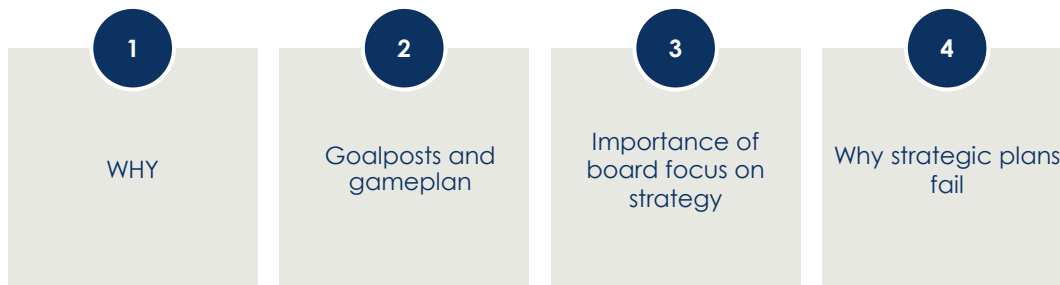 1
WHY
2
Goalposts and
gameplan
3
Importance of
board focus on
strategy
4
Why strategic plans
fail